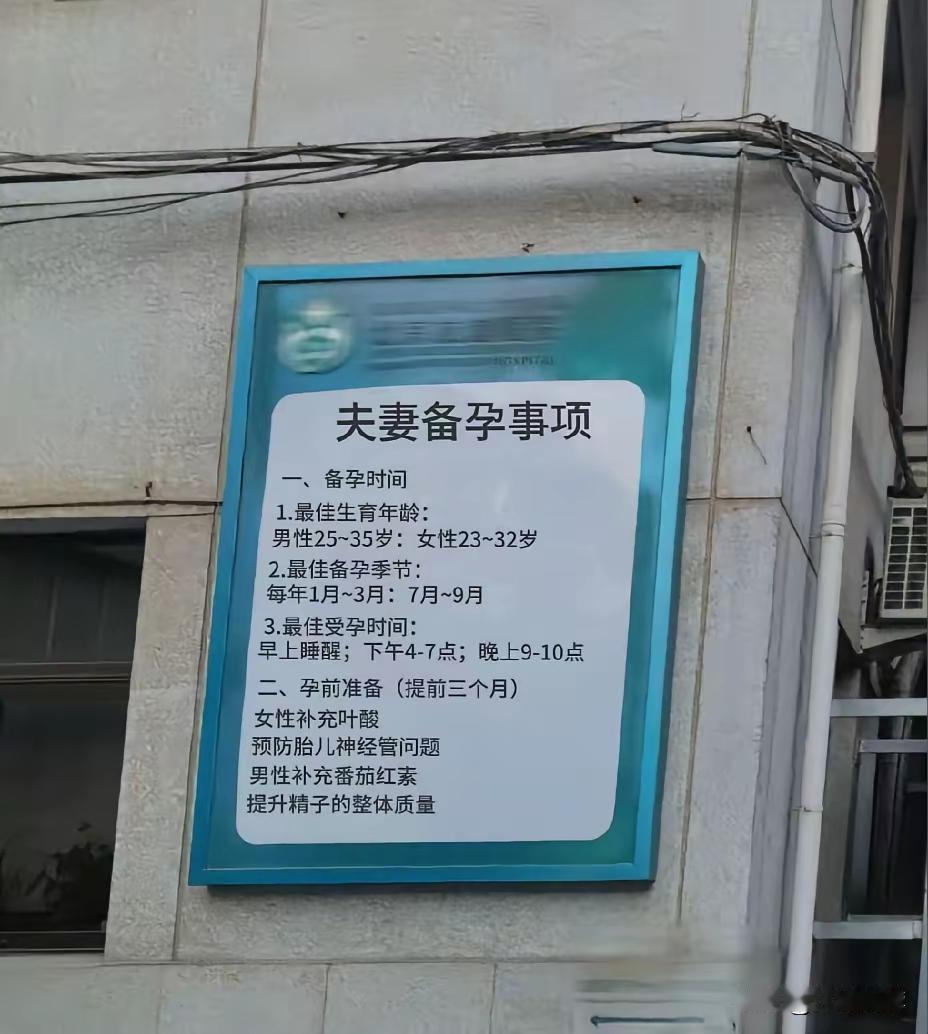 HOSPITAL
夫妻备孕事项
一、备孕时间
1.最佳生育年龄：
男性25~35岁：女性23~32岁
2.最佳备孕季节：
每年1月~3月：7月~9月
3.最佳受孕时间：
早上睡醒；下午4-7点；晚上9-10点
二、孕前准备（提前三个月）
女性补充叶酸
预防胎儿神经管问题
男性补充番茄红素
提升精子的整体质量